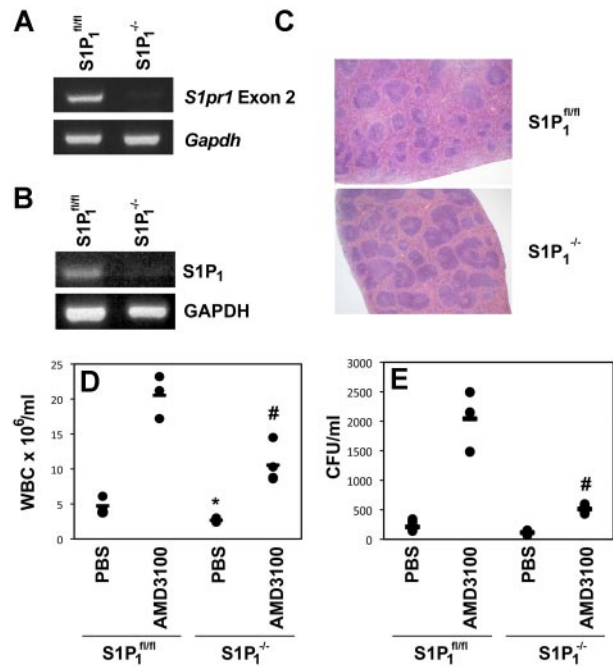 A
S1P1fl/fl
S1P1-/-
S1pr1 Exon 2
Gapdh
B
S1P1fl/fl
S1P1-/-
S1P1
GAPDH
C
S1P1fl/fl
S1P1-/-
D
WBC x 10^6/ml
25
20
15
10
5
0
*
#
PBS
AMD3100
PBS
AMD3100
S1P1fl/fl
S1P1-/-
E
CFU/ml
3000
2500
2000
1500
1000
500
0
#
PBS
AMD3100
PBS
AMD3100
S1P1fl/fl
S1P1-/-